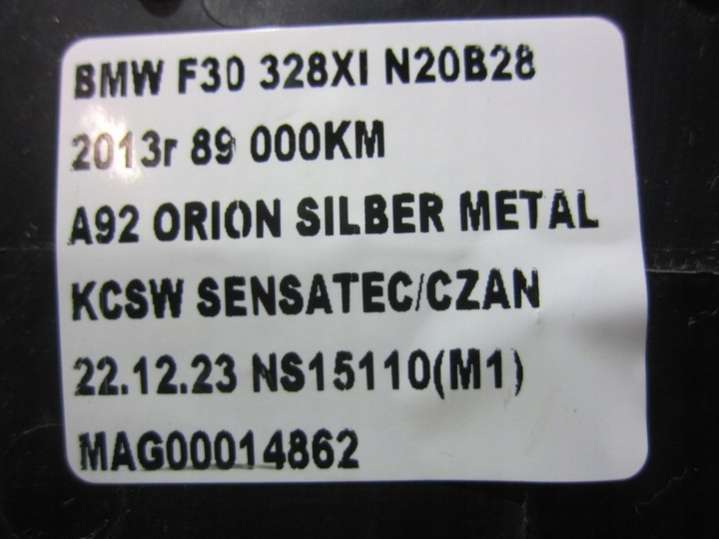 BMW F30 328XI N20B28
2013r 89 000KM
A92 ORION SILBER METAL
KCSW SENSATEC/CZAN
22.12.23 NS15110(M1)
MAG00014862